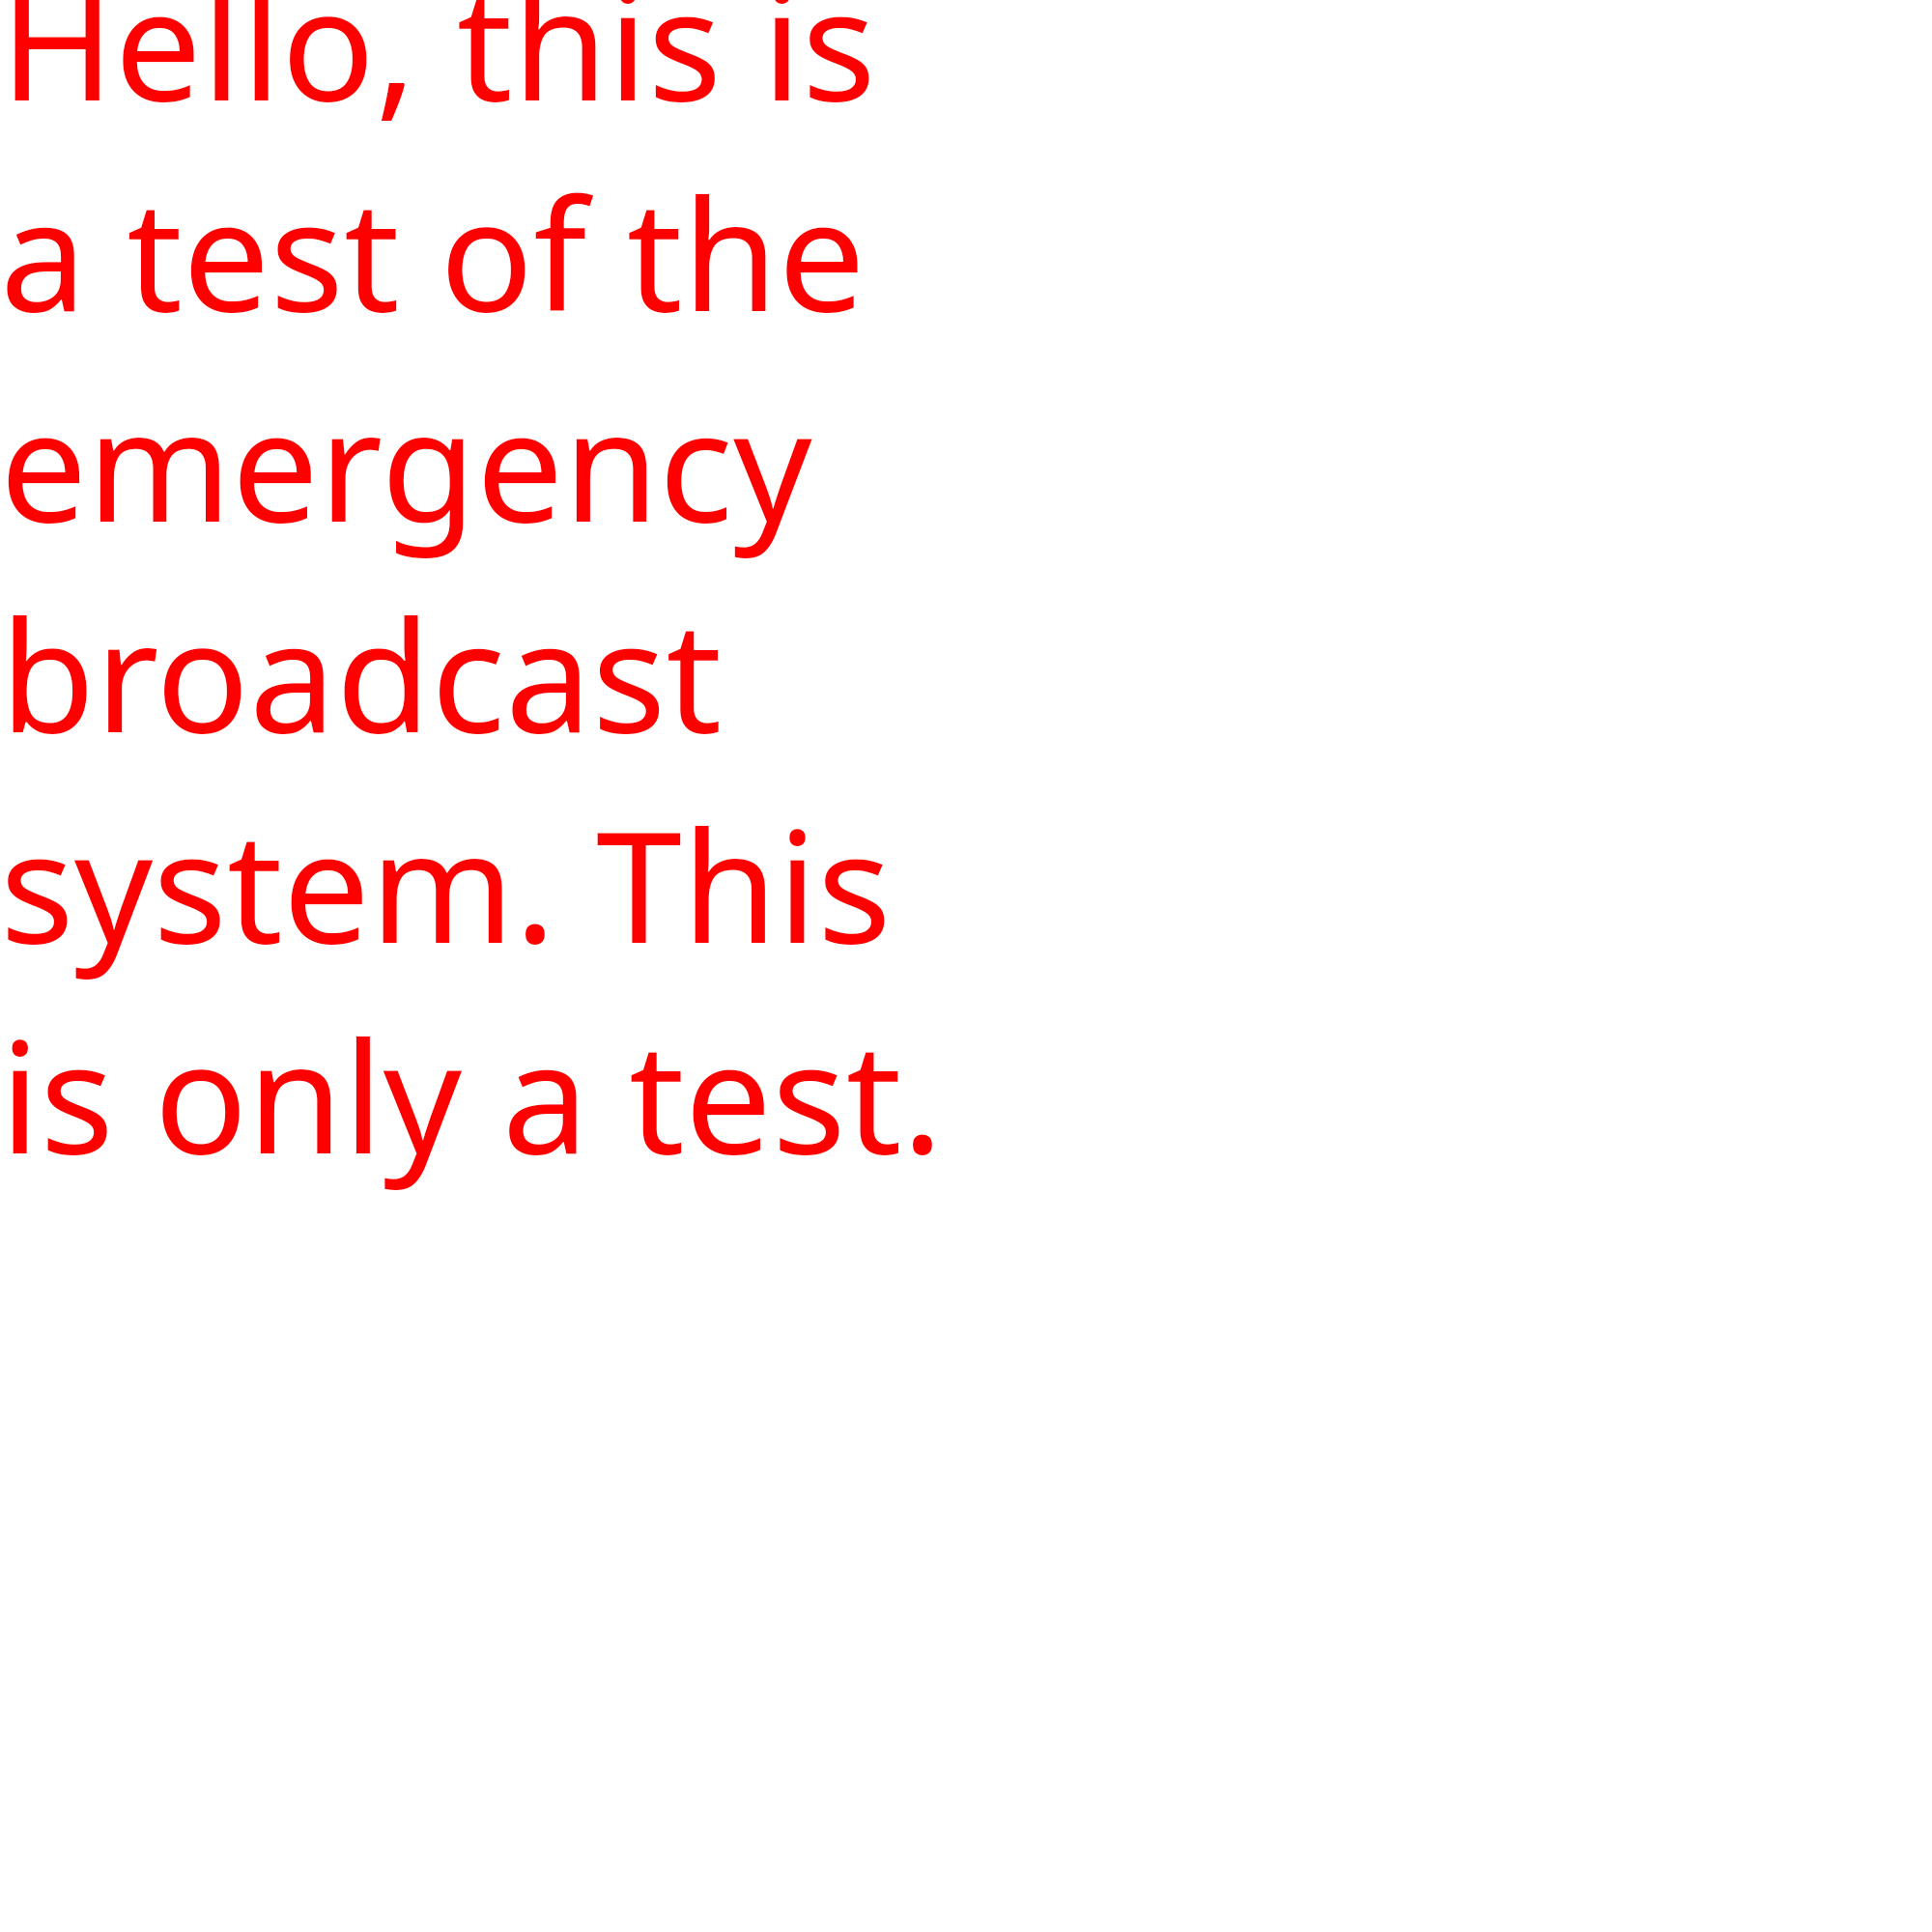 Hello, this is
a test of the
emergency
broadcast
system. This
is only a test.